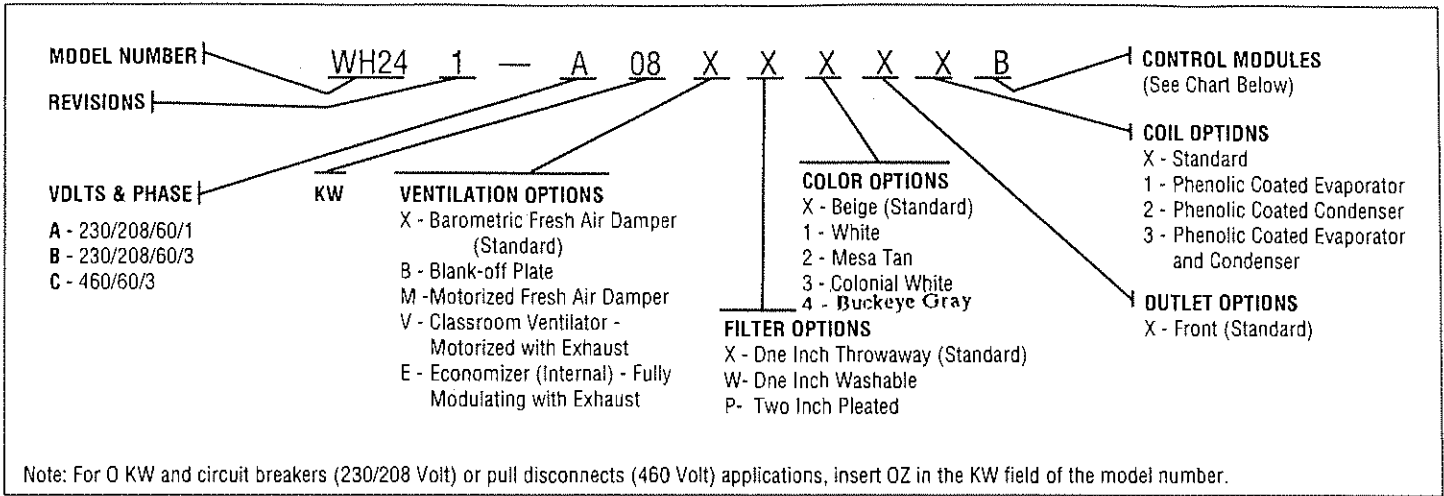 MODEL NUMBER
WH24 1 — A 08 X X X X X B
CONTROL MODULES
(See Chart Below)
REVISIONS
VOLTS & PHASE
A - 230/208/60/1
B - 230/208/60/3
C - 460/60/3
KW
VENTILATION OPTIONS
X - Barometric Fresh Air Damper
(Standard)
B - Blank-off Plate
M -Motorized Fresh Air Damper
V - Classroom Ventilator -
Motorized with Exhaust
E - Economizer (Internal) - Fully
Modulating with Exhaust
FILTER OPTIONS
X - One Inch Throwaway (Standard)
W- One Inch Washable
P- Two Inch Pleated
COLOR OPTIONS
X - Beige (Standard)
1 - White
2 - Mesa Tan
3 - Colonial White
4 - Buckeye Gray
OUTLET OPTIONS
X - Front (Standard)
COIL OPTIONS
X - Standard
1 - Phenolic Coated Evaporator
2 - Phenolic Coated Condenser
3 - Phenolic Coated Evaporator
and Condenser
Note: For O KW and circuit breakers (230/208 Volt) or pull disconnects (460 Volt) applications, insert OZ in the KW field of the model number.